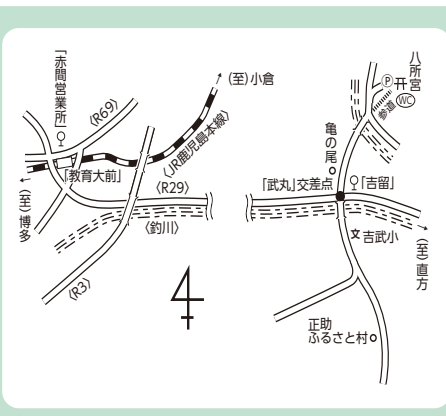 「赤間営業所」
〈R69〉
(至)小倉
〈JR鹿児島本線〉
「教育大前」
(至)博多
〈R29〉
〈釣川〉
〈R3〉
八所宮
P
参道
WC
亀の尾
「武丸」交差点
「吉留」
吉武小
(至)直方
正助
ふるさと村